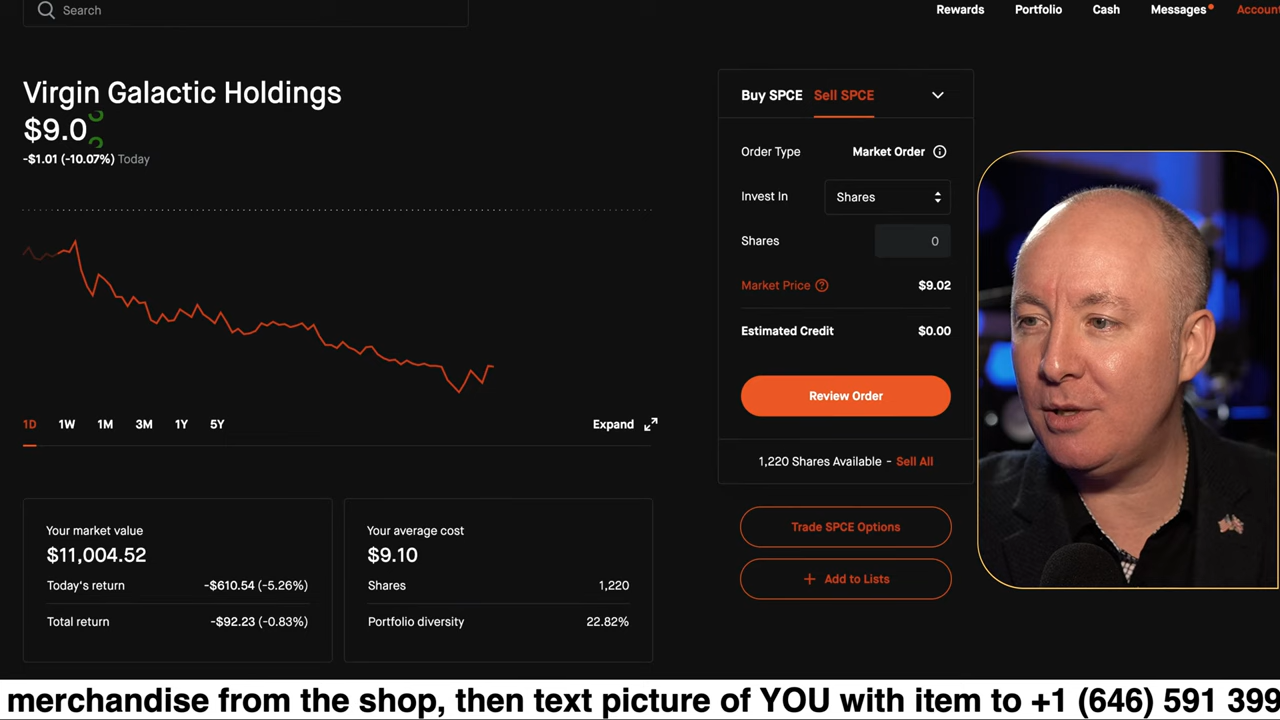 Search
Rewards Portfolio Cash Messages Account
Virgin Galactic Holdings
$9.0
-$1.01 (-10.07%) Today
1D 1W 1M 3M 1Y 5Y
Expand
Your market value
$11,004.52
Today's return -$610.54 (-5.26%)
Total return -$92.23 (-0.83%)
Your average cost
$9.10
Shares 1,220
Portfolio diversity 22.82%
Buy SPCE Sell SPCE
Order Type Market Order
Invest In Shares
Shares 0
Market Price $9.02
Estimated Credit $0.00
Review Order
1,220 Shares Available - Sell All
Trade SPCE Options
+ Add to Lists
merchandise from the shop, then text picture of YOU with item to +1 (646) 591 399